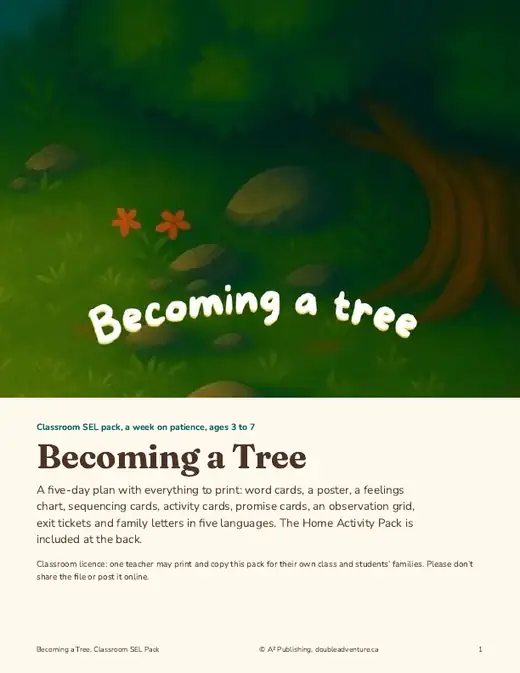 Becoming a tree
Classroom SEL pack, a week on patience, ages 3 to 7
Becoming a Tree
A five-day plan with everything to print: word cards, a poster, a feelings
chart, sequencing cards, activity cards, promise cards, an observation grid,
exit tickets and family letters in five languages. The Home Activity Pack is
included at the back.
Classroom licence: one teacher may print and copy this pack for their own class and students' families. Please don't
share the file or post it online.
Becoming a Tree, Classroom SEL Pack
© A² Publishing, doubleadventure.ca
1